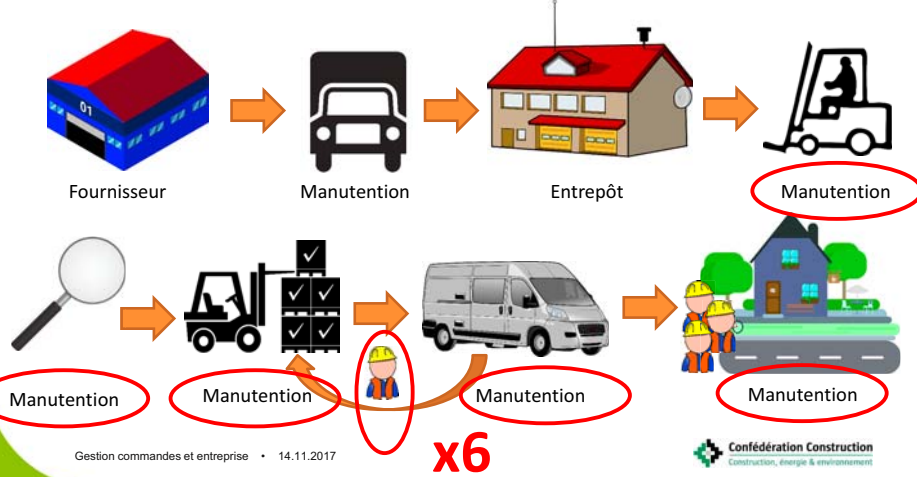 01
Fournisseur
Manutention
Entrepôt
Manutention
Manutention
Manutention
Manutention
Manutention
x6
Gestion commandes et entreprise • 14.11.2017
Confédération Construction
Construction, énergie & environnement